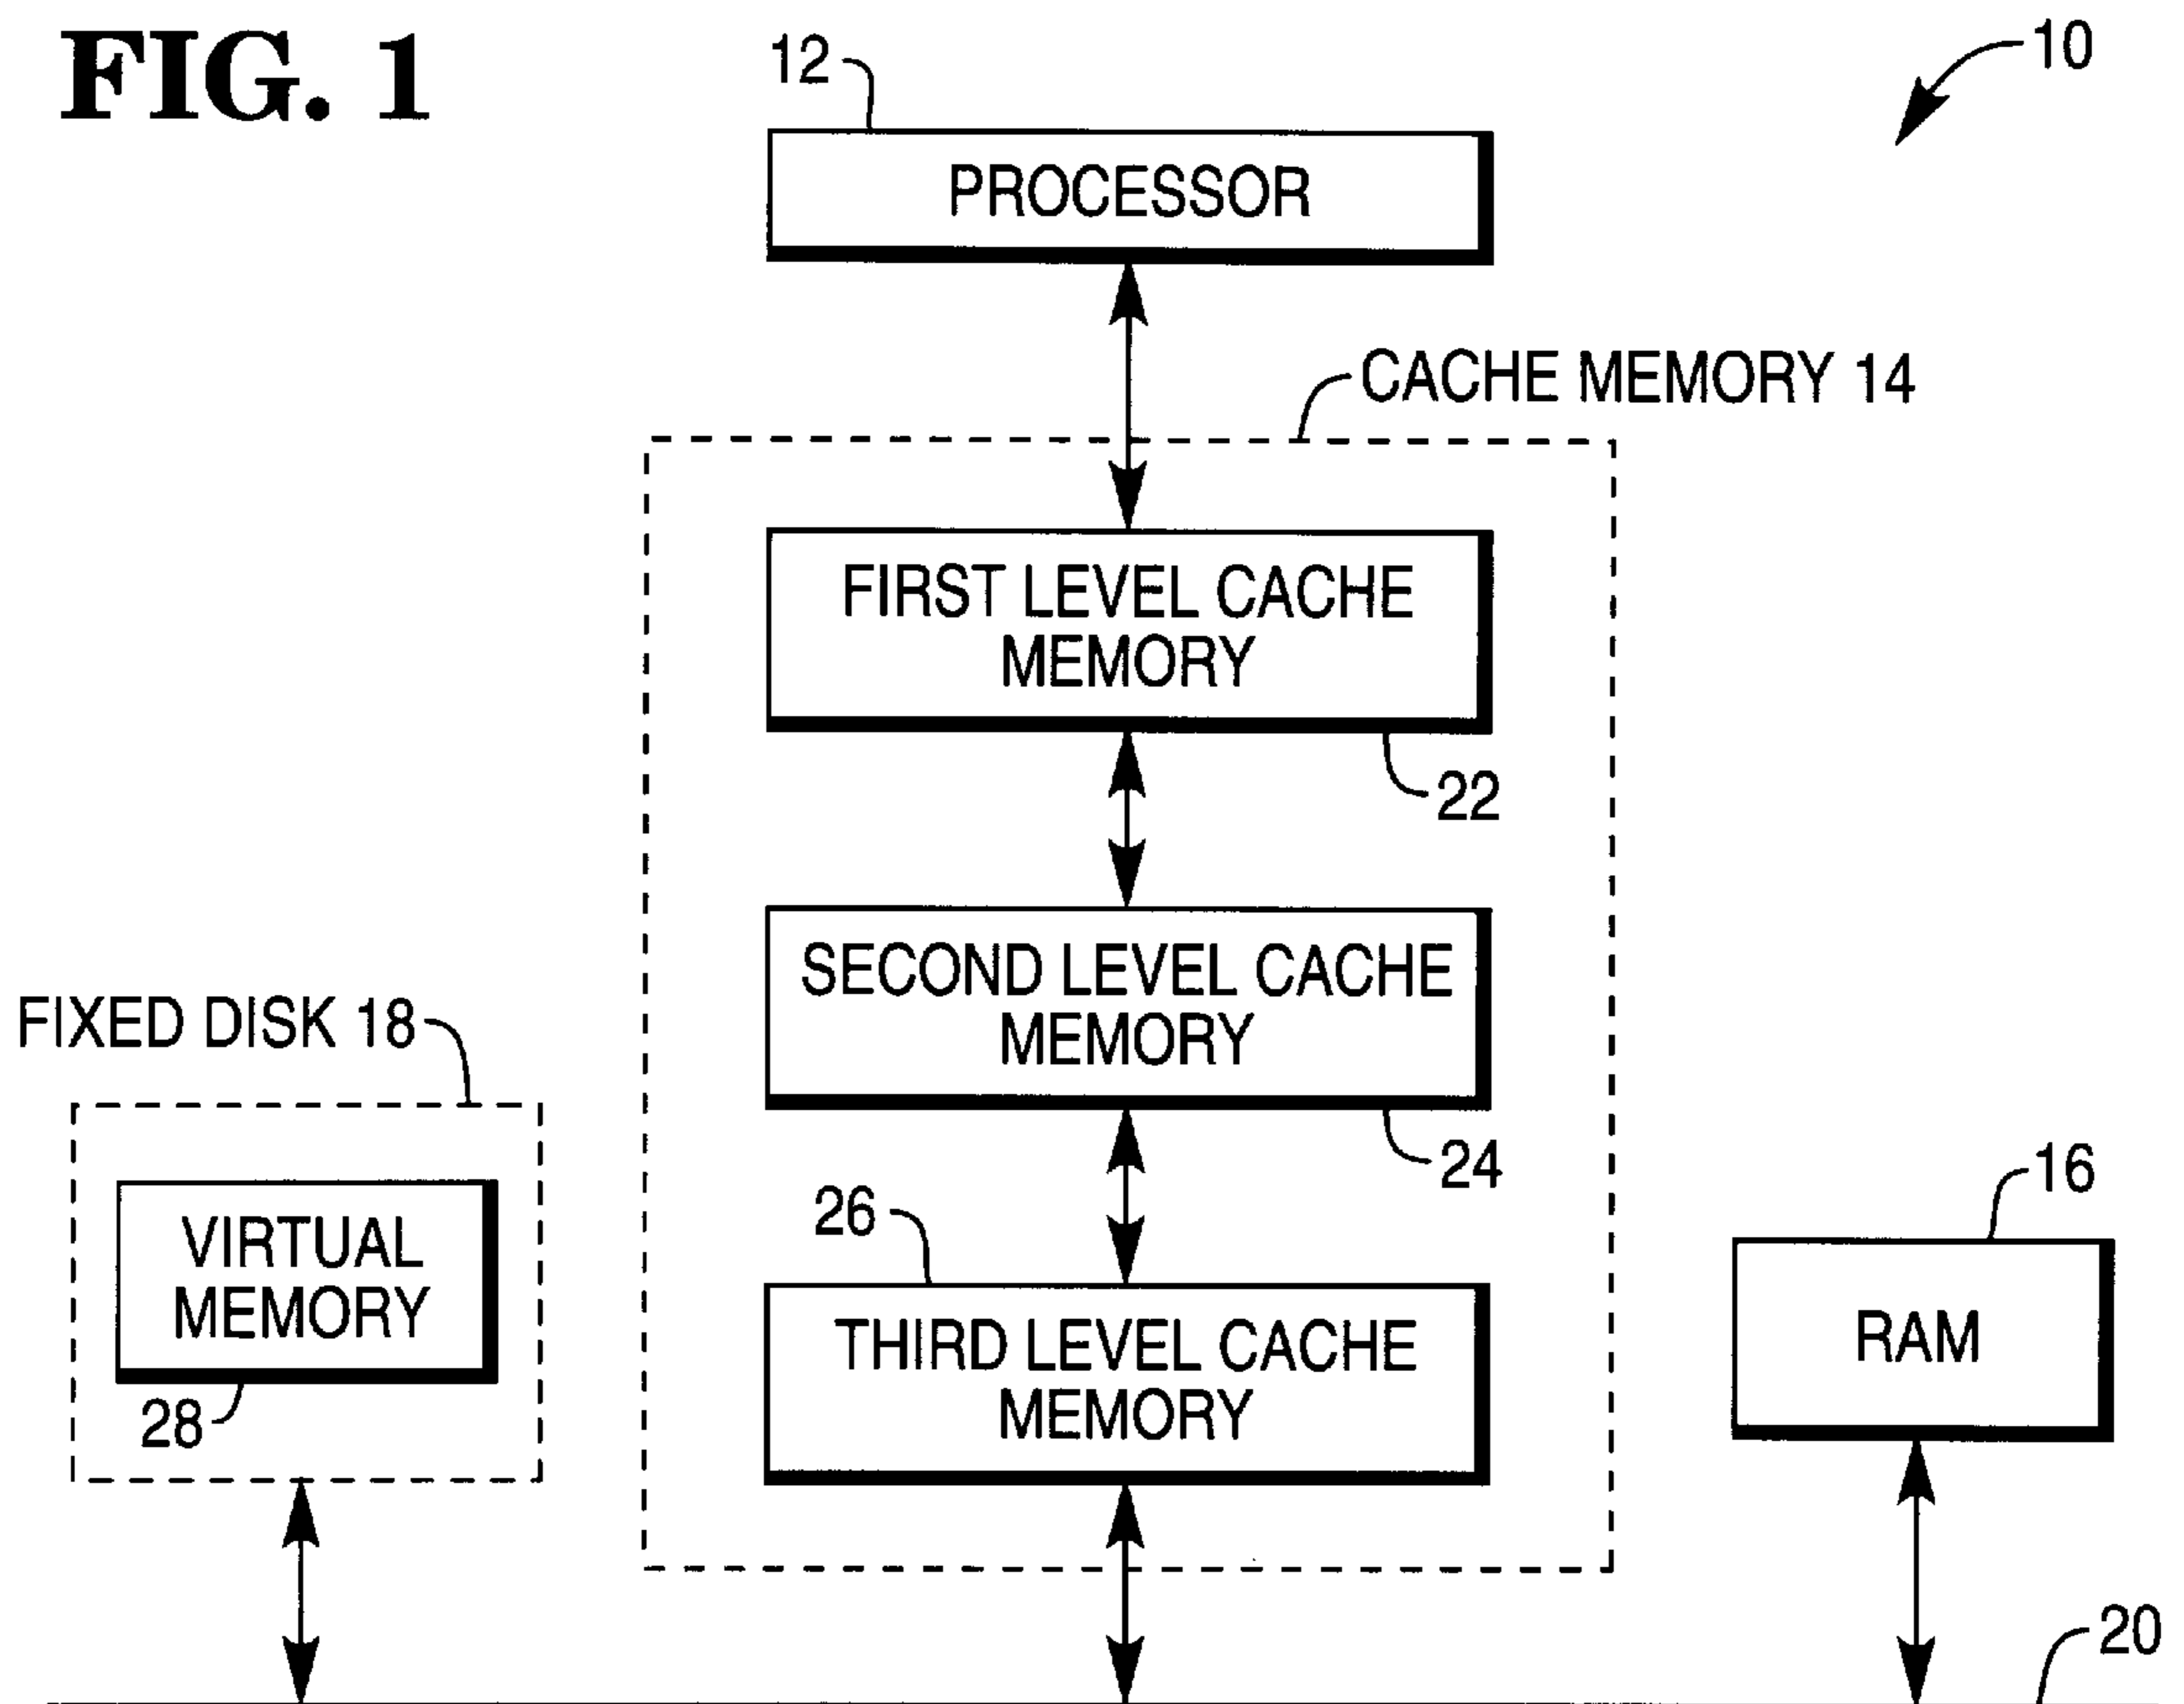 FIG. 1
12
10
PROCESSOR
CACHE MEMORY 14
FIRST LEVEL CACHE
MEMORY
22
SECOND LEVEL CACHE
MEMORY
24
FIXED DISK 18
VIRTUAL
MEMORY
28
26
THIRD LEVEL CACHE
MEMORY
16
RAM
20